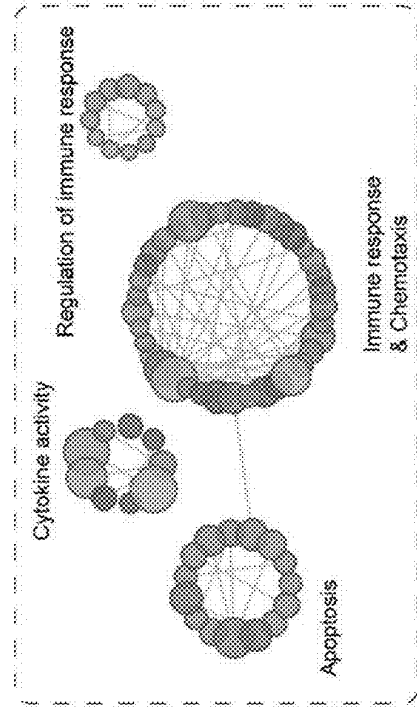 Cytokine activity
Regulation of immune response
Apoptosis
Immune response
& Chemotaxis